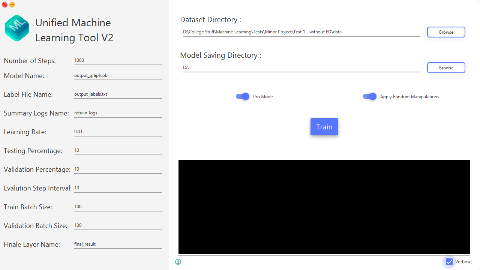 ML
Unified Machine
Learning Tool V2
Number of Steps: 1000
Model Name: output_graph.pb
Label File Name: output_labels.txt
Summary Logs Name: retrain_logs
Learning Rate: 0.01
Testing Percentage: 10
Validation Percentage: 10
Evalution Step Interval: 10
Train Batch Size: 100
Validation Batch Size: 100
Finale Layer Name: final_result
Dataset Directory :
Browse
Model Saving Directory :
Browse
Pro Mode
Apply Random Manipulations
Train
Verbose